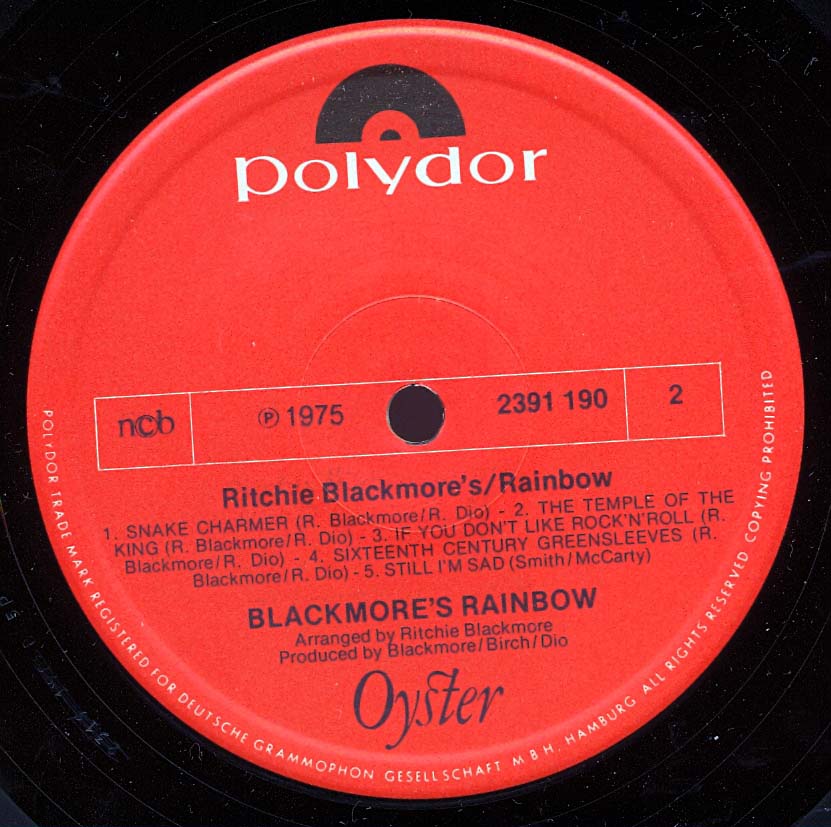 polydor
ncb
℗ 1975
2391 190
2
Ritchie Blackmore's/Rainbow
1. SNAKE CHARMER (R. Blackmore/R. Dio) - 2. THE TEMPLE OF THE
KING (R. Blackmore/R. Dio) - 3. IF YOU DON'T LIKE ROCK'N'ROLL (R.
Blackmore/R. Dio) - 4. SIXTEENTH CENTURY GREENSLEEVES (R.
Blackmore/R. Dio) - 5. STILL I'M SAD (Smith/McCarty)
BLACKMORE'S RAINBOW
Arranged by Ritchie Blackmore
Produced by Blackmore/Birch/Dio
Oyster
POLYDOR TRADE MARK REGISTERED FOR DEUTSCHE GRAMMOPHON GESELLSCHAFT M B H. HAMBURG ALL RIGHTS RESERVED COPYING PROHIBITED